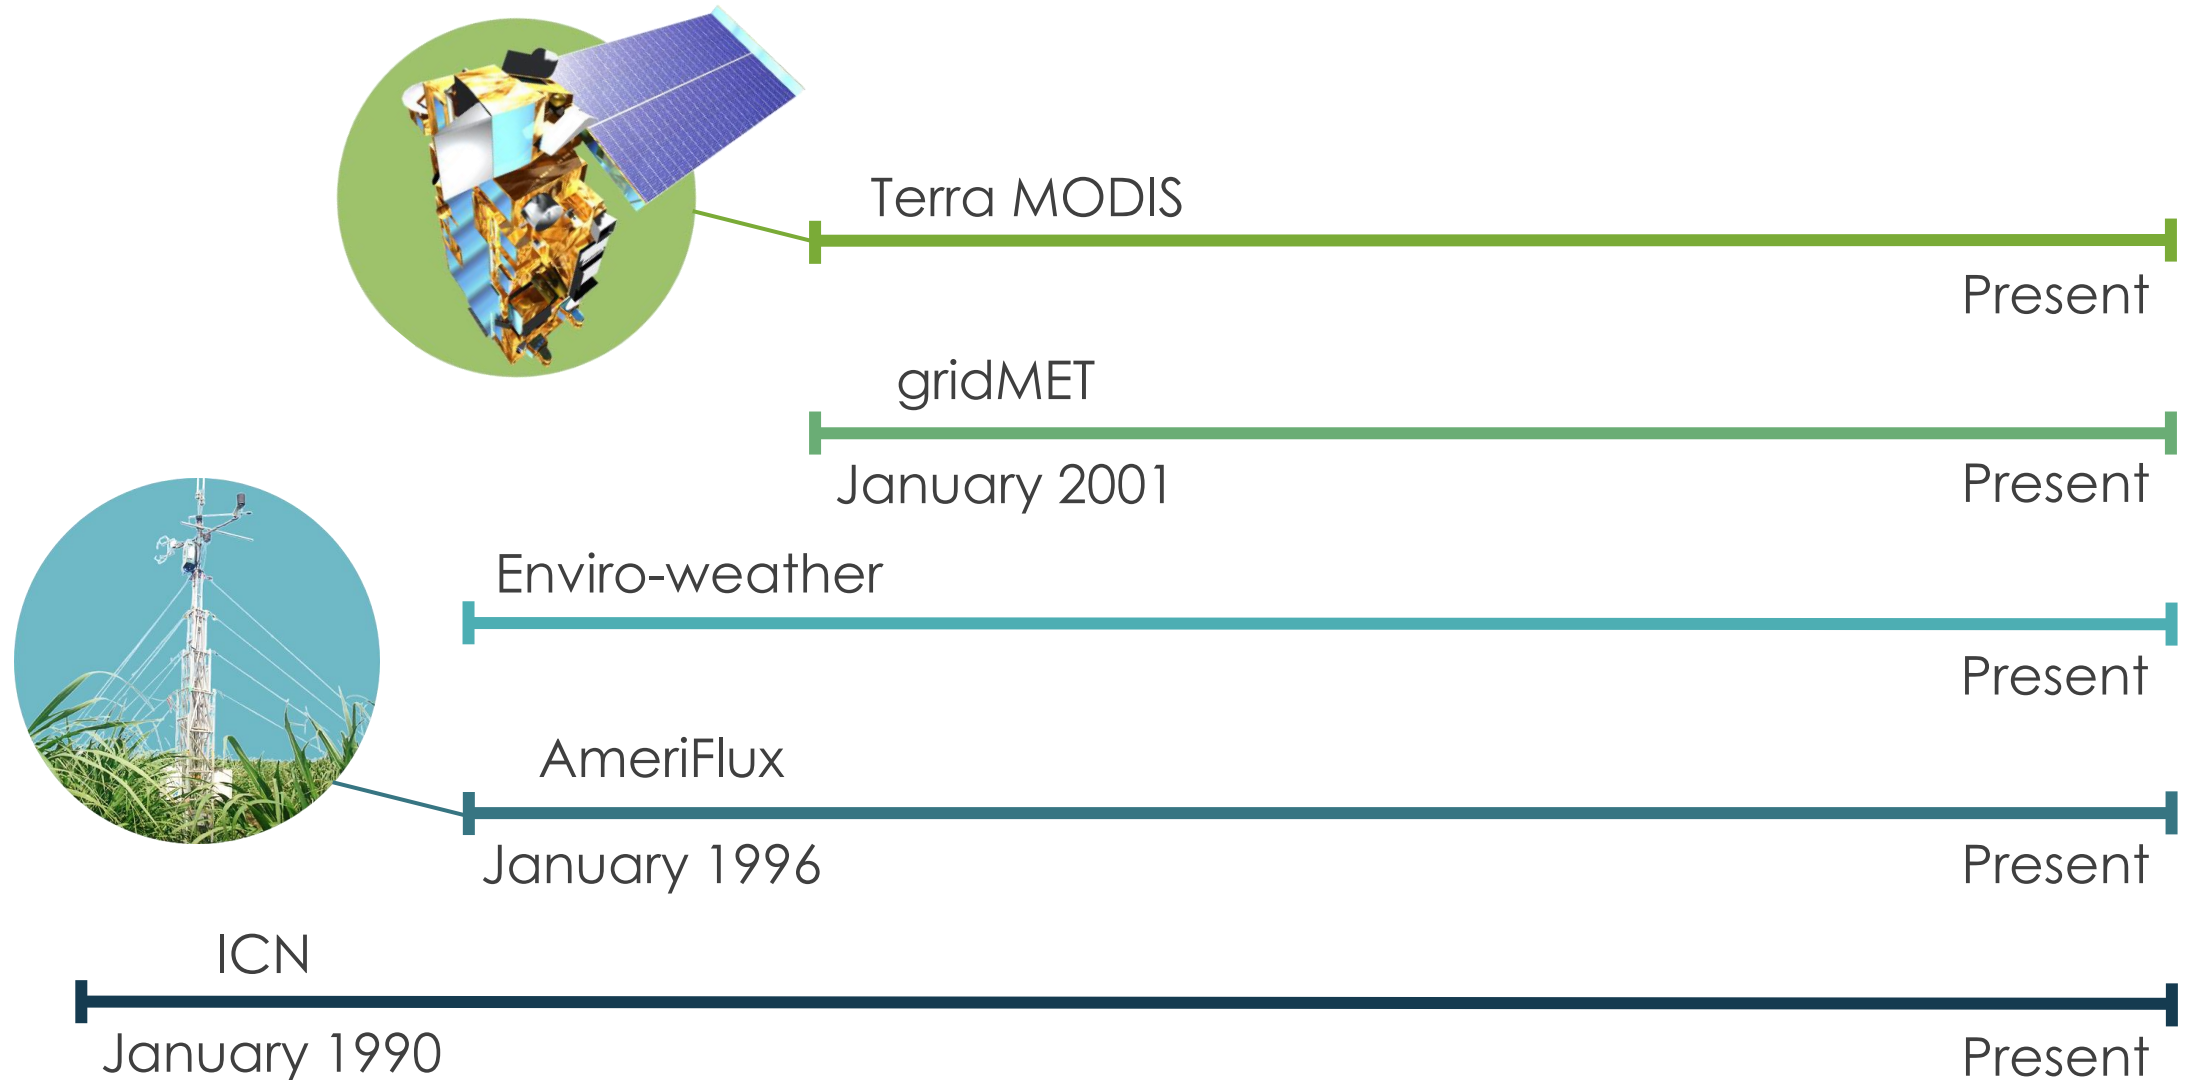 Terra MODIS
Present
gridMET
January 2001
Present
Enviro-weather
Present
AmeriFlux
January 1996
Present
ICN
January 1990
Present